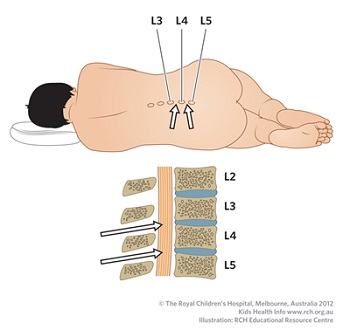 L3 L4 L5
L2
L3
L4
L5
© The Royal Children's Hospital, Melbourne, Australia 2012
Kids Health Info www.rch.org.au
Illustration: RCH Educational Resource Centre